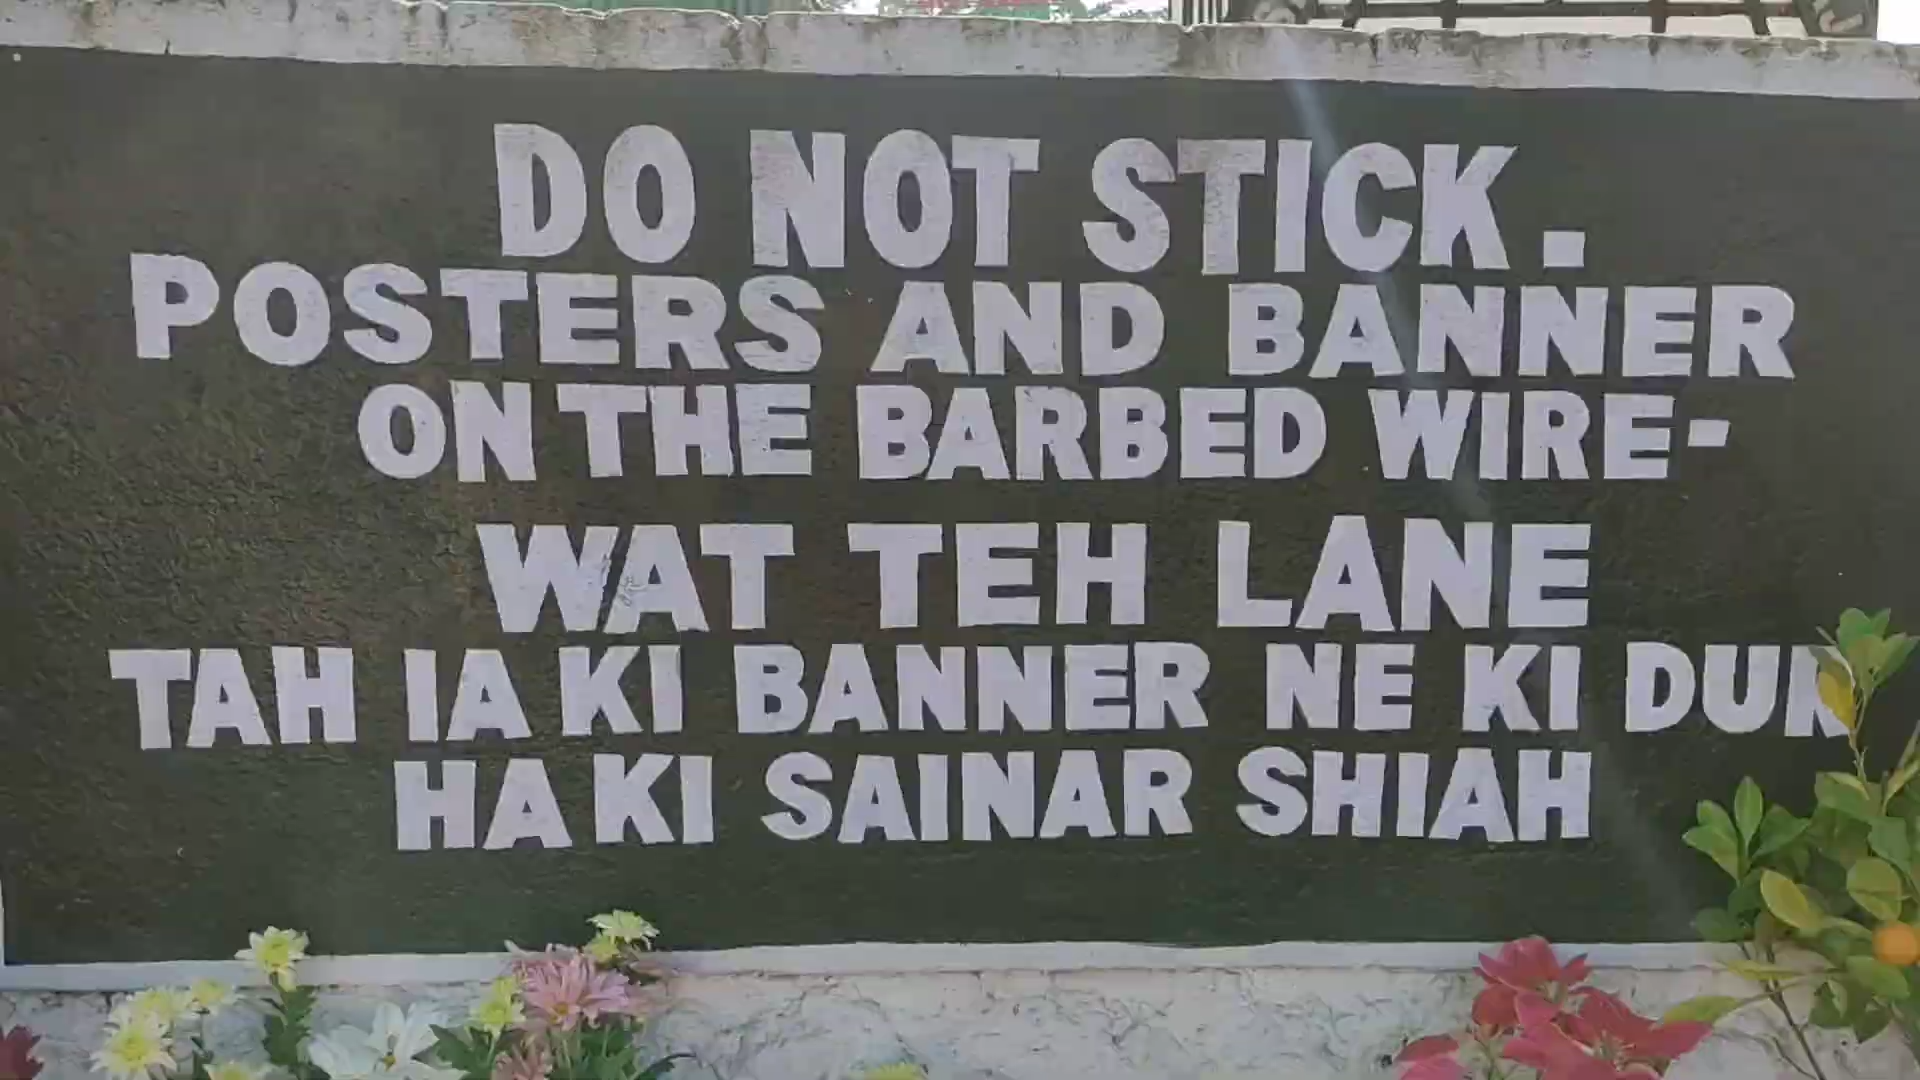 DO NOT STICK.
POSTERS AND BANNER
ON THE BARBED WIRE-
WAT TEH LANE
TAH IA KI BANNER NE KI
HA KI SAINAR SHIAH